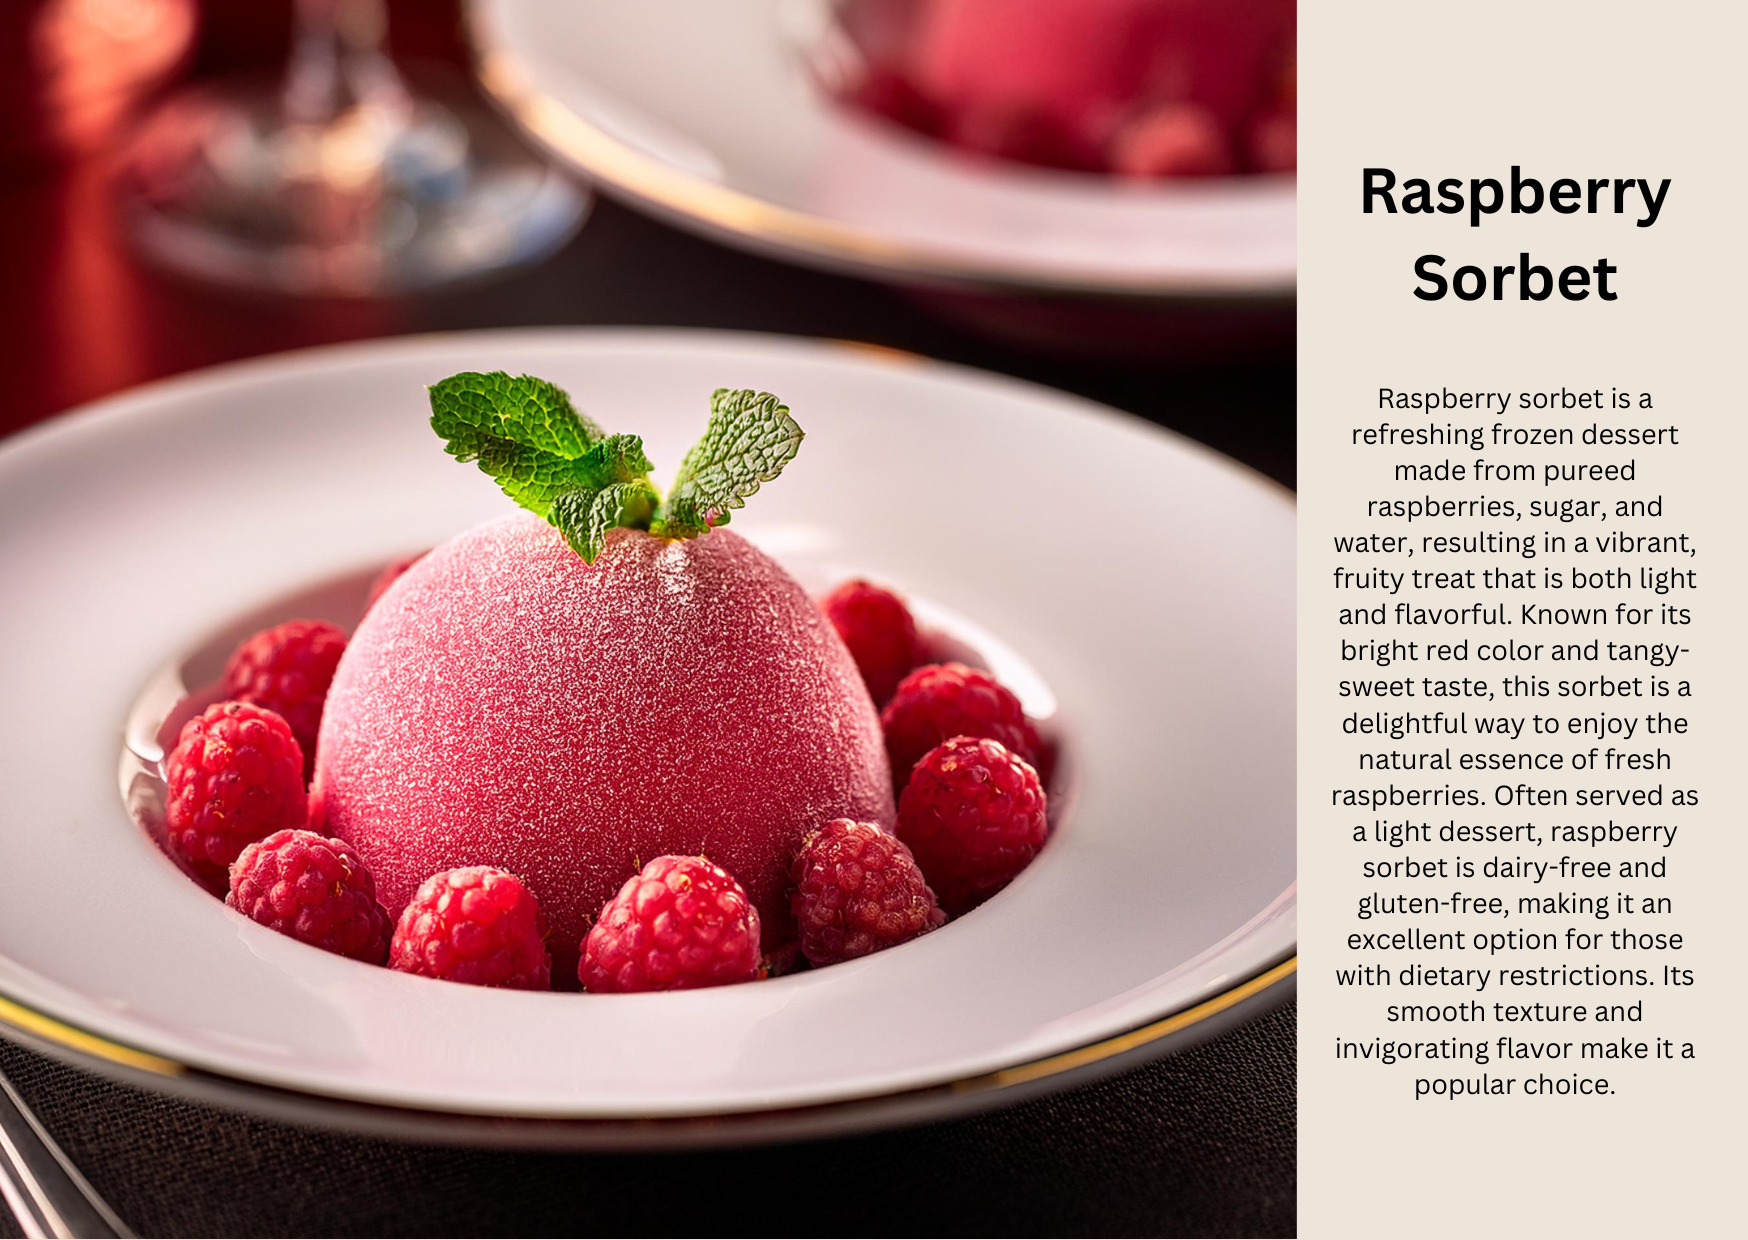 Raspberry
Sorbet
Raspberry sorbet is a
refreshing frozen dessert
made from pureed
raspberries, sugar, and
water, resulting in a vibrant,
fruity treat that is both light
and flavorful. Known for its
bright red color and tangy-
sweet taste, this sorbet is a
delightful way to enjoy the
natural essence of fresh
raspberries. Often served as
a light dessert, raspberry
sorbet is dairy-free and
gluten-free, making it an
excellent option for those
with dietary restrictions. Its
smooth texture and
invigorating flavor make it a
popular choice.